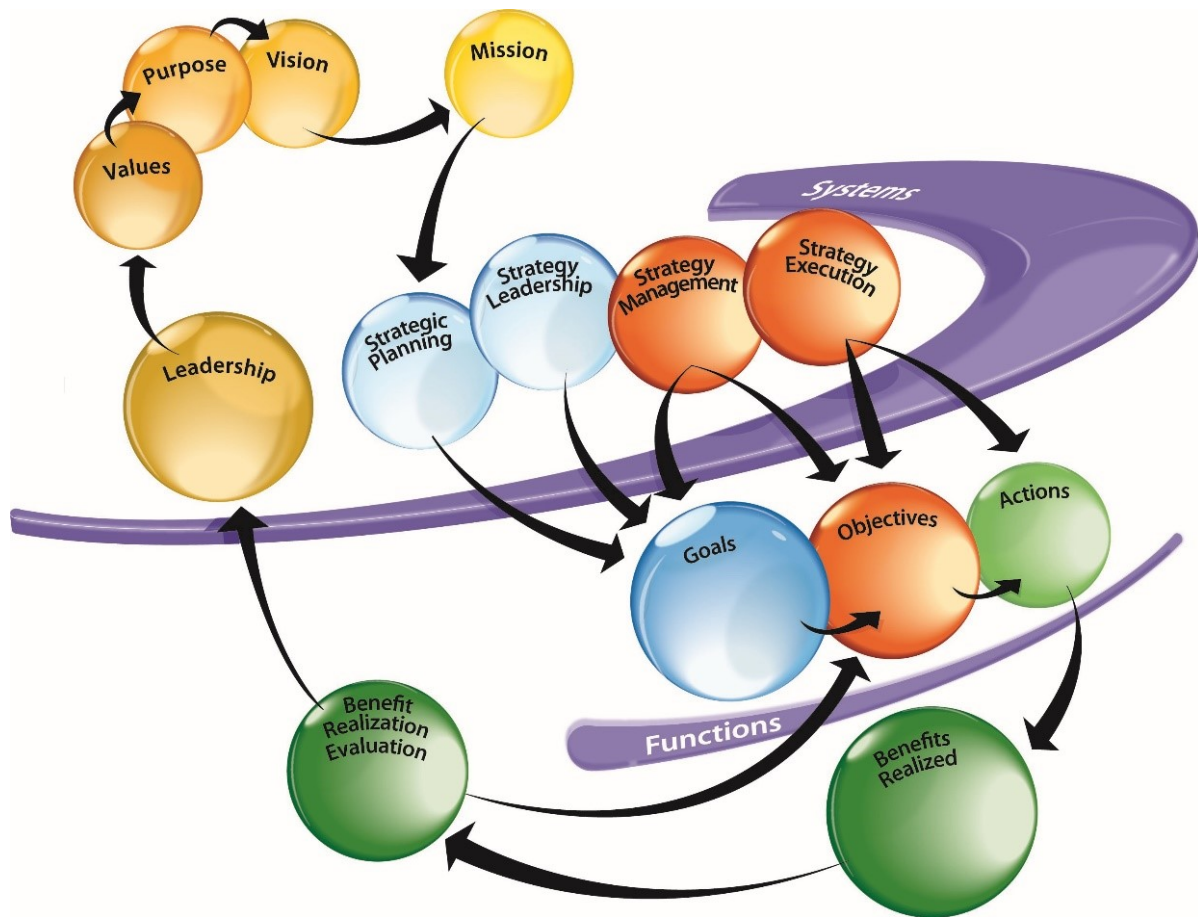 Purpose
Vision
Mission
Values
Systems
Strategy
Leadership
Strategy
Management
Strategy
Execution
Strategic
Planning
Leadership
Goals
Objectives
Actions
Benefit
Realization
Evaluation
Functions
Benefits
Realized